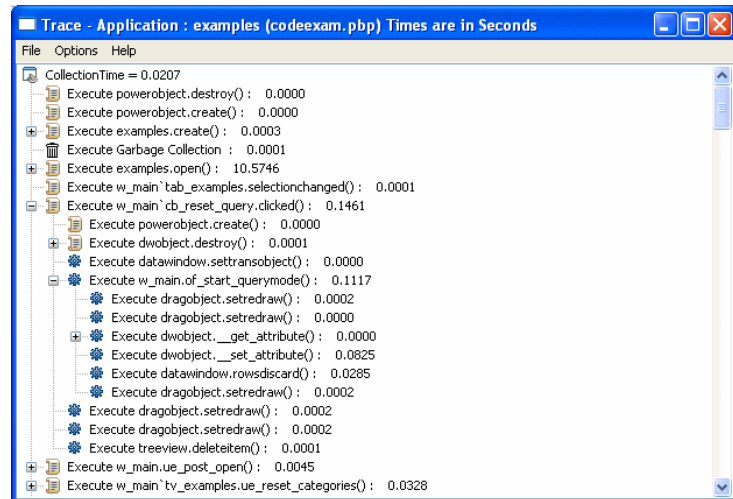 Trace - Application : examples (codeexam.pbp) Times are in Seconds
File Options Help
CollectionTime = 0.0207
Execute powerobject.destroy() : 0.0000
Execute powerobject.create() : 0.0000
Execute examples.create() : 0.0003
Execute Garbage Collection : 0.0001
Execute examples.open() : 10.5746
Execute w_main`tab_examples.selectionchanged() : 0.0001
Execute w_main`cb_reset_query.clicked() : 0.1461
Execute powerobject.create() : 0.0000
Execute dwobject.destroy() : 0.0001
Execute datawindow.settransobject() : 0.0000
Execute w_main.of_start_querymode() : 0.1117
Execute dragobject.setredraw() : 0.0002
Execute dragobject.setredraw() : 0.0000
Execute dwobject.__get_attribute() : 0.0000
Execute dwobject.__set_attribute() : 0.0825
Execute datawindow.rowsdiscard() : 0.0285
Execute dragobject.setredraw() : 0.0002
Execute dragobject.setredraw() : 0.0002
Execute dragobject.setredraw() : 0.0002
Execute treeview.deleteitem() : 0.0001
Execute w_main.ue_post_open() : 0.0045
Execute w_main`tv_examples.ue_reset_categories() : 0.0328